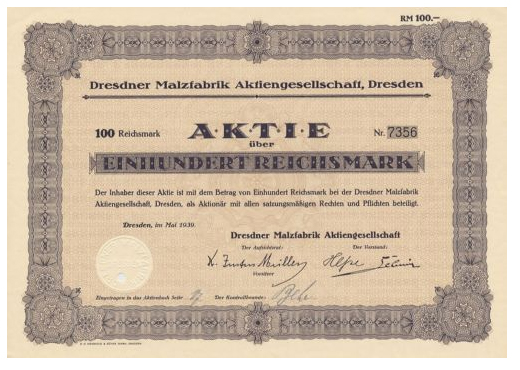 RM 100.—
Dresdner Malzfabrik Aktiengesellschaft, Dresden
100 Reichsmark A·K·T·I·E Nr. 7356
über
EINHUNDERT REICHSMARK
Der Inhaber dieser Aktie ist mit dem Betrag von Einhundert Reichsmark bei der Dresdner Malzfabrik
Aktiengesellschaft, Dresden, als Aktionär mit allen satzungsmäßigen Rechten und Pflichten beteiligt.
Dresden, im Mai 1939.
Dresdner Malzfabrik Aktiengesellschaft
Der Aufsichtsrat: Der Vorstand:
Vorsitzer
Eingetragen in das Aktienbuch Seite Der Kontrollbeamte: